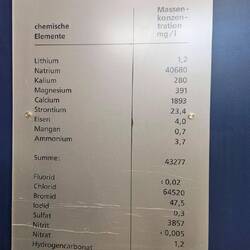 chemische Elemente
Massen-
konzen-
tration
mg/l
Lithium 1,2
Natrium 40680
Kalium 280
Magnesium 391
Calcium 1893
Strontium 23,4
Eisen 4,0
Mangan 0,7
Ammonium 3,7
Summe: 43277
Fluorid <0,02
Chlorid 64520
Bromid 47,5
Iodid 0,3
Sulfat 3857
Nitrit <0,005
Nitrat 1,2
Hydrogencarbonat